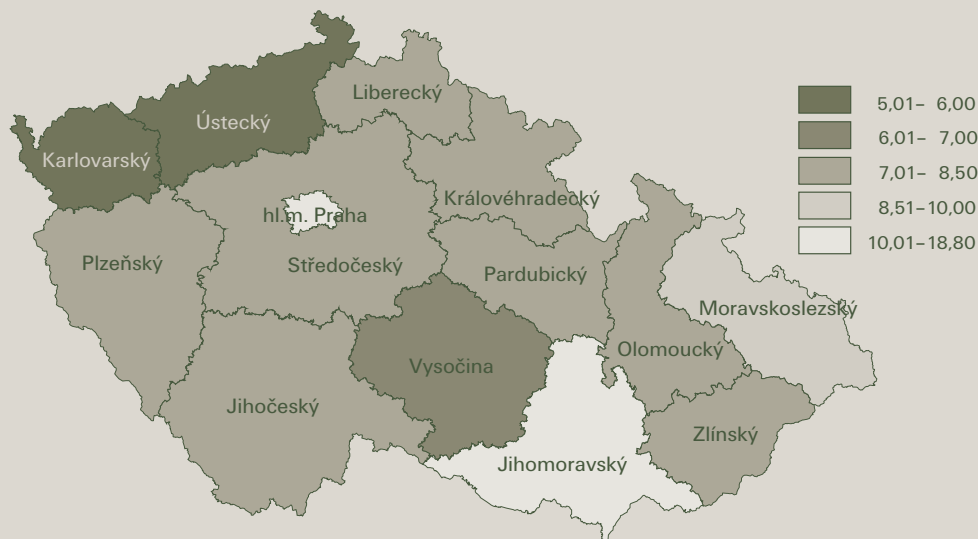 Liberecký
5,01– 6,00
Ústecký
6,01– 7,00
Karlovarský
7,01– 8,50
Královéhradecký
8,51–10,00
hl.m. Praha
10,01–18,80
Plzeňský
Středočeský
Pardubický
Moravskoslezský
Olomoucký
Vysočina
Jihočeský
Zlínský
Jihomoravský